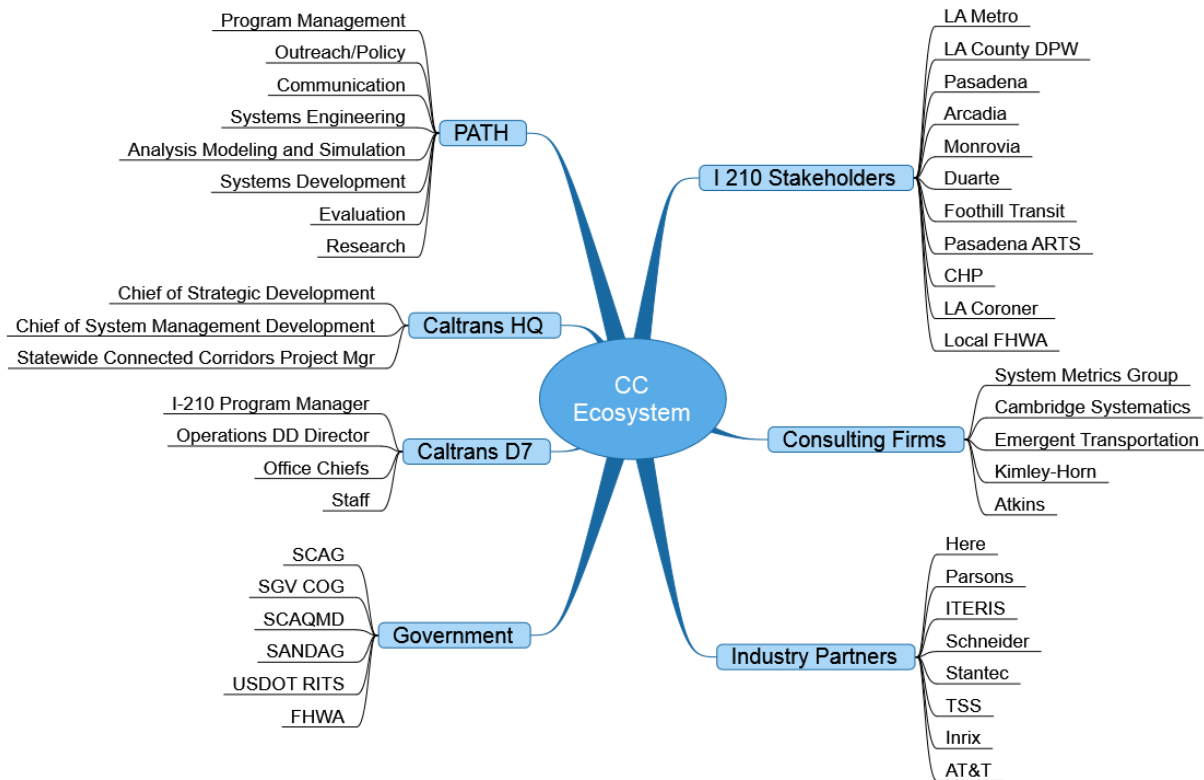 Program Management
Outreach/Policy
Communication
Systems Engineering
Analysis Modeling and Simulation
Systems Development
Evaluation
Research
PATH
Chief of Strategic Development
Chief of System Management Development
Statewide Connected Corridors Project Mgr
Caltrans HQ
I-210 Program Manager
Operations DD Director
Office Chiefs
Staff
Caltrans D7
SCAG
SGV COG
SCAQMD
SANDAG
USDOT RITS
FHWA
Government
CC
Ecosystem
I 210 Stakeholders
LA Metro
LA County DPW
Pasadena
Arcadia
Monrovia
Duarte
Foothill Transit
Pasadena ARTS
CHP
LA Coroner
Local FHWA
Consulting Firms
System Metrics Group
Cambridge Systematics
Emergent Transportation
Kimley-Horn
Atkins
Industry Partners
Here
Parsons
ITERIS
Schneider
Stantec
TSS
Inrix
AT&T